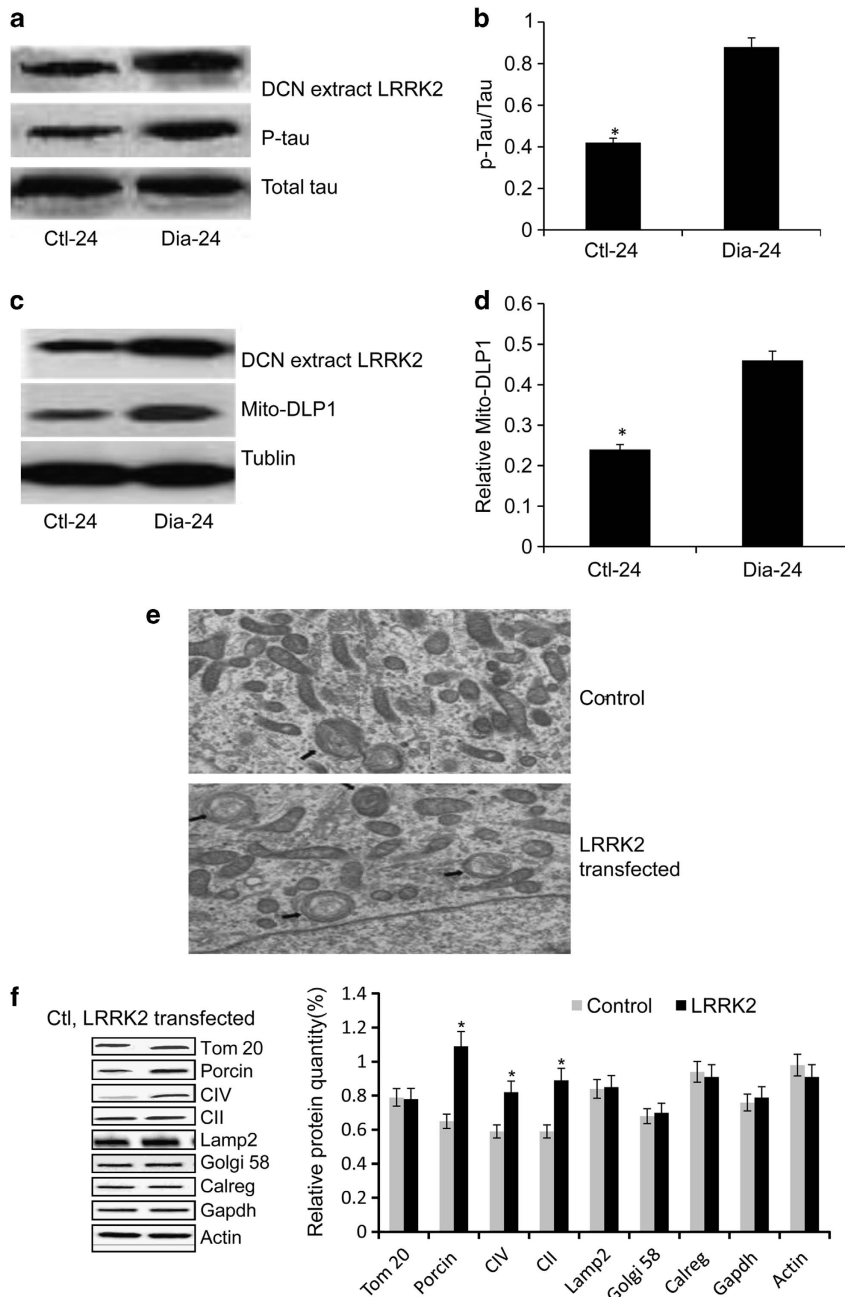 a
DCN extract LRRK2
P-tau
Total tau
Ctl-24 Dia-24
b
p-Tau/Tau
1
0.8
0.6
0.4
0.2
0
*
Ctl-24 Dia-24
c
DCN extract LRRK2
Mito-DLP1
Tublin
Ctl-24 Dia-24
d
Relative Mito-DLP1
0.6
0.5
0.4
0.3
0.2
0.1
0
*
Ctl-24 Dia-24
e
Control
LRRK2
transfected
f
Ctl, LRRK2 transfected
Tom 20
Porcin
CIV
CII
Lamp2
Golgi 58
Calreg
Gapdh
Actin
Relative protein quantity(%)
1.4
1.2
1
0.8
0.6
0.4
0.2
0
Control LRRK2
* * *
Tom 20 Porcin CIV CII Lamp2 Golgi 58 Calreg Gapdh Actin